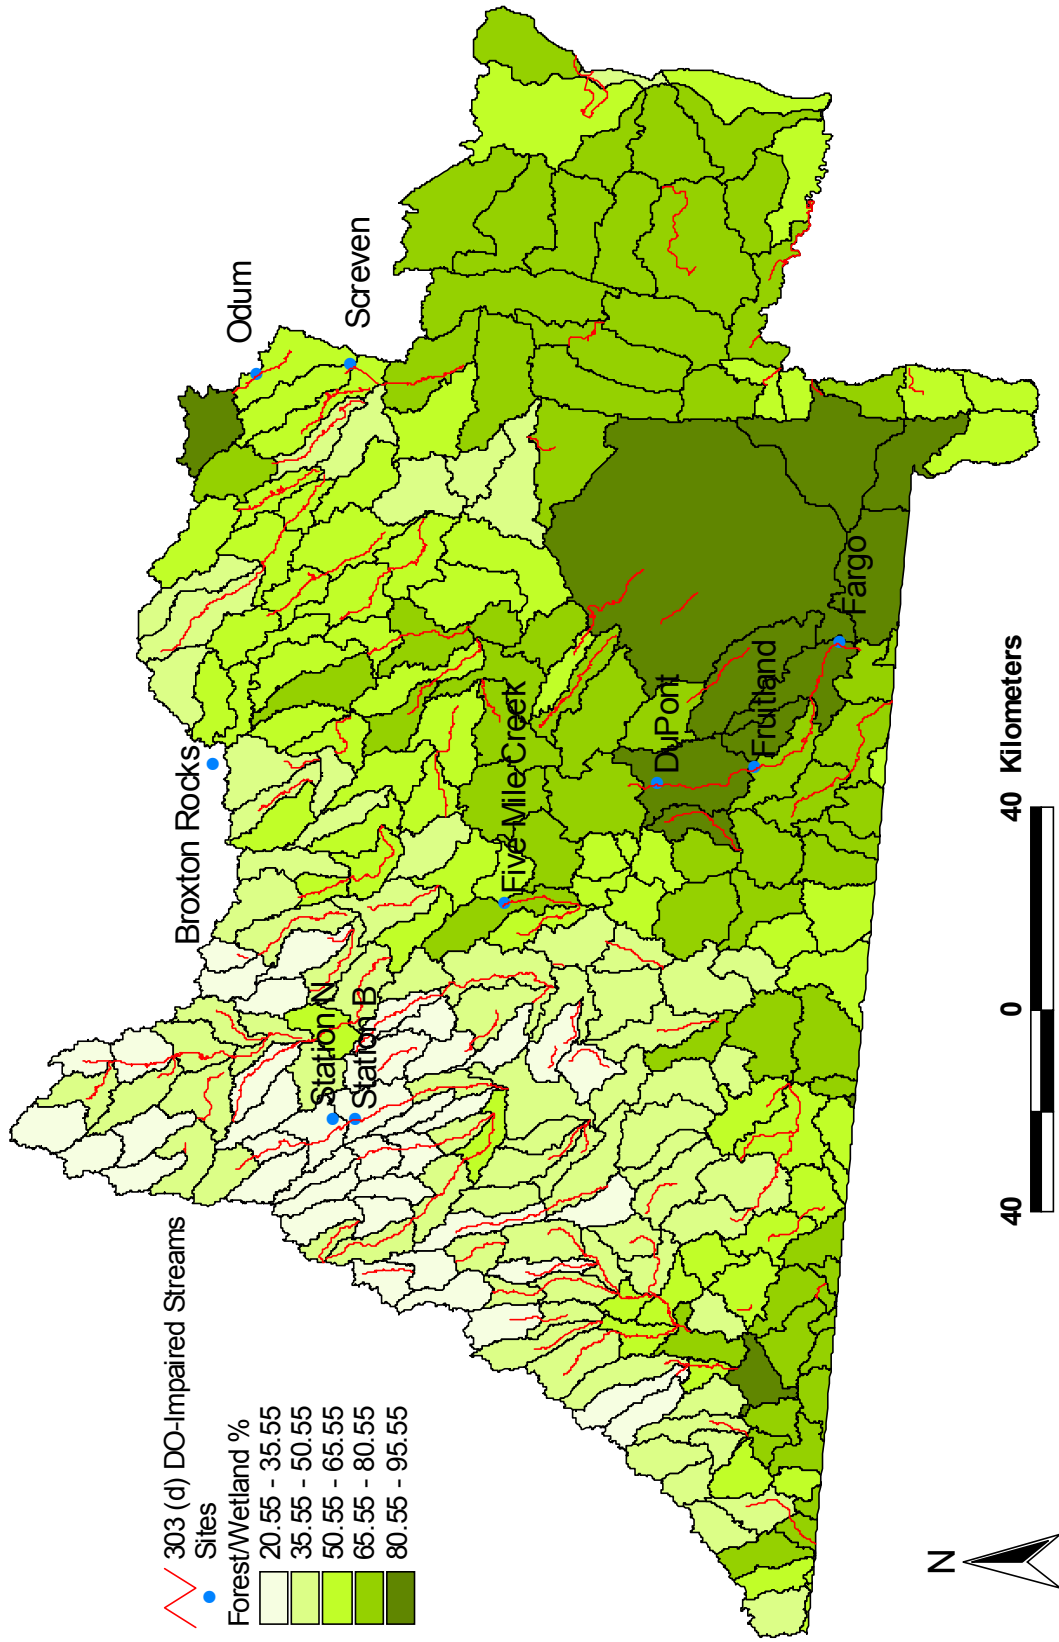 303 (d) DO-Impaired Streams
Sites
Forest/Wetland %
20.55 - 35.55
35.55 - 50.55
50.55 - 65.55
65.55 - 80.55
80.55 - 95.55
Broxton Rocks
Odum
Screven
Station N
Station B
Five Mile Creek
DuPont
Fruitland
Fargo
N
40 0 40 Kilometers